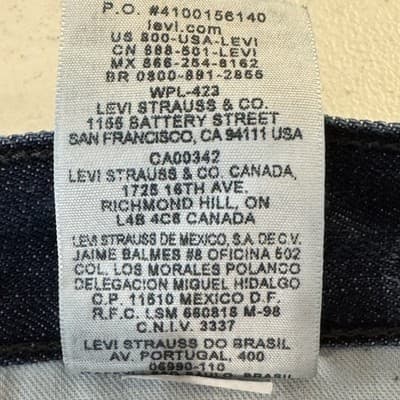 P.O. #4100156140
levi.com
US 800-USA-LEVI
CN 888-501-LEVI
MX 866-254-8162
BR 0800-891-2855
WPL-423
LEVI STRAUSS & CO.
1155 BATTERY STREET
SAN FRANCISCO, CA 94111 USA
CA00342
LEVI STRAUSS & CO. CANADA,
1725 16TH AVE.
RICHMOND HILL, ON
L4B 4C6 CANADA
LEVI STRAUSS DE MEXICO, S.A. DE C.V.
JAIME BALMES #8 OFICINA 502
COL. LOS MORALES POLANCO
DELEGACION MIGUEL HIDALGO
C.P. 11510 MEXICO D.F.
R.F.C. LSM 660818 M-98
C.N.I.V. 3337
LEVI STRAUSS DO BRASIL
AV. PORTUGAL, 400
06990-110